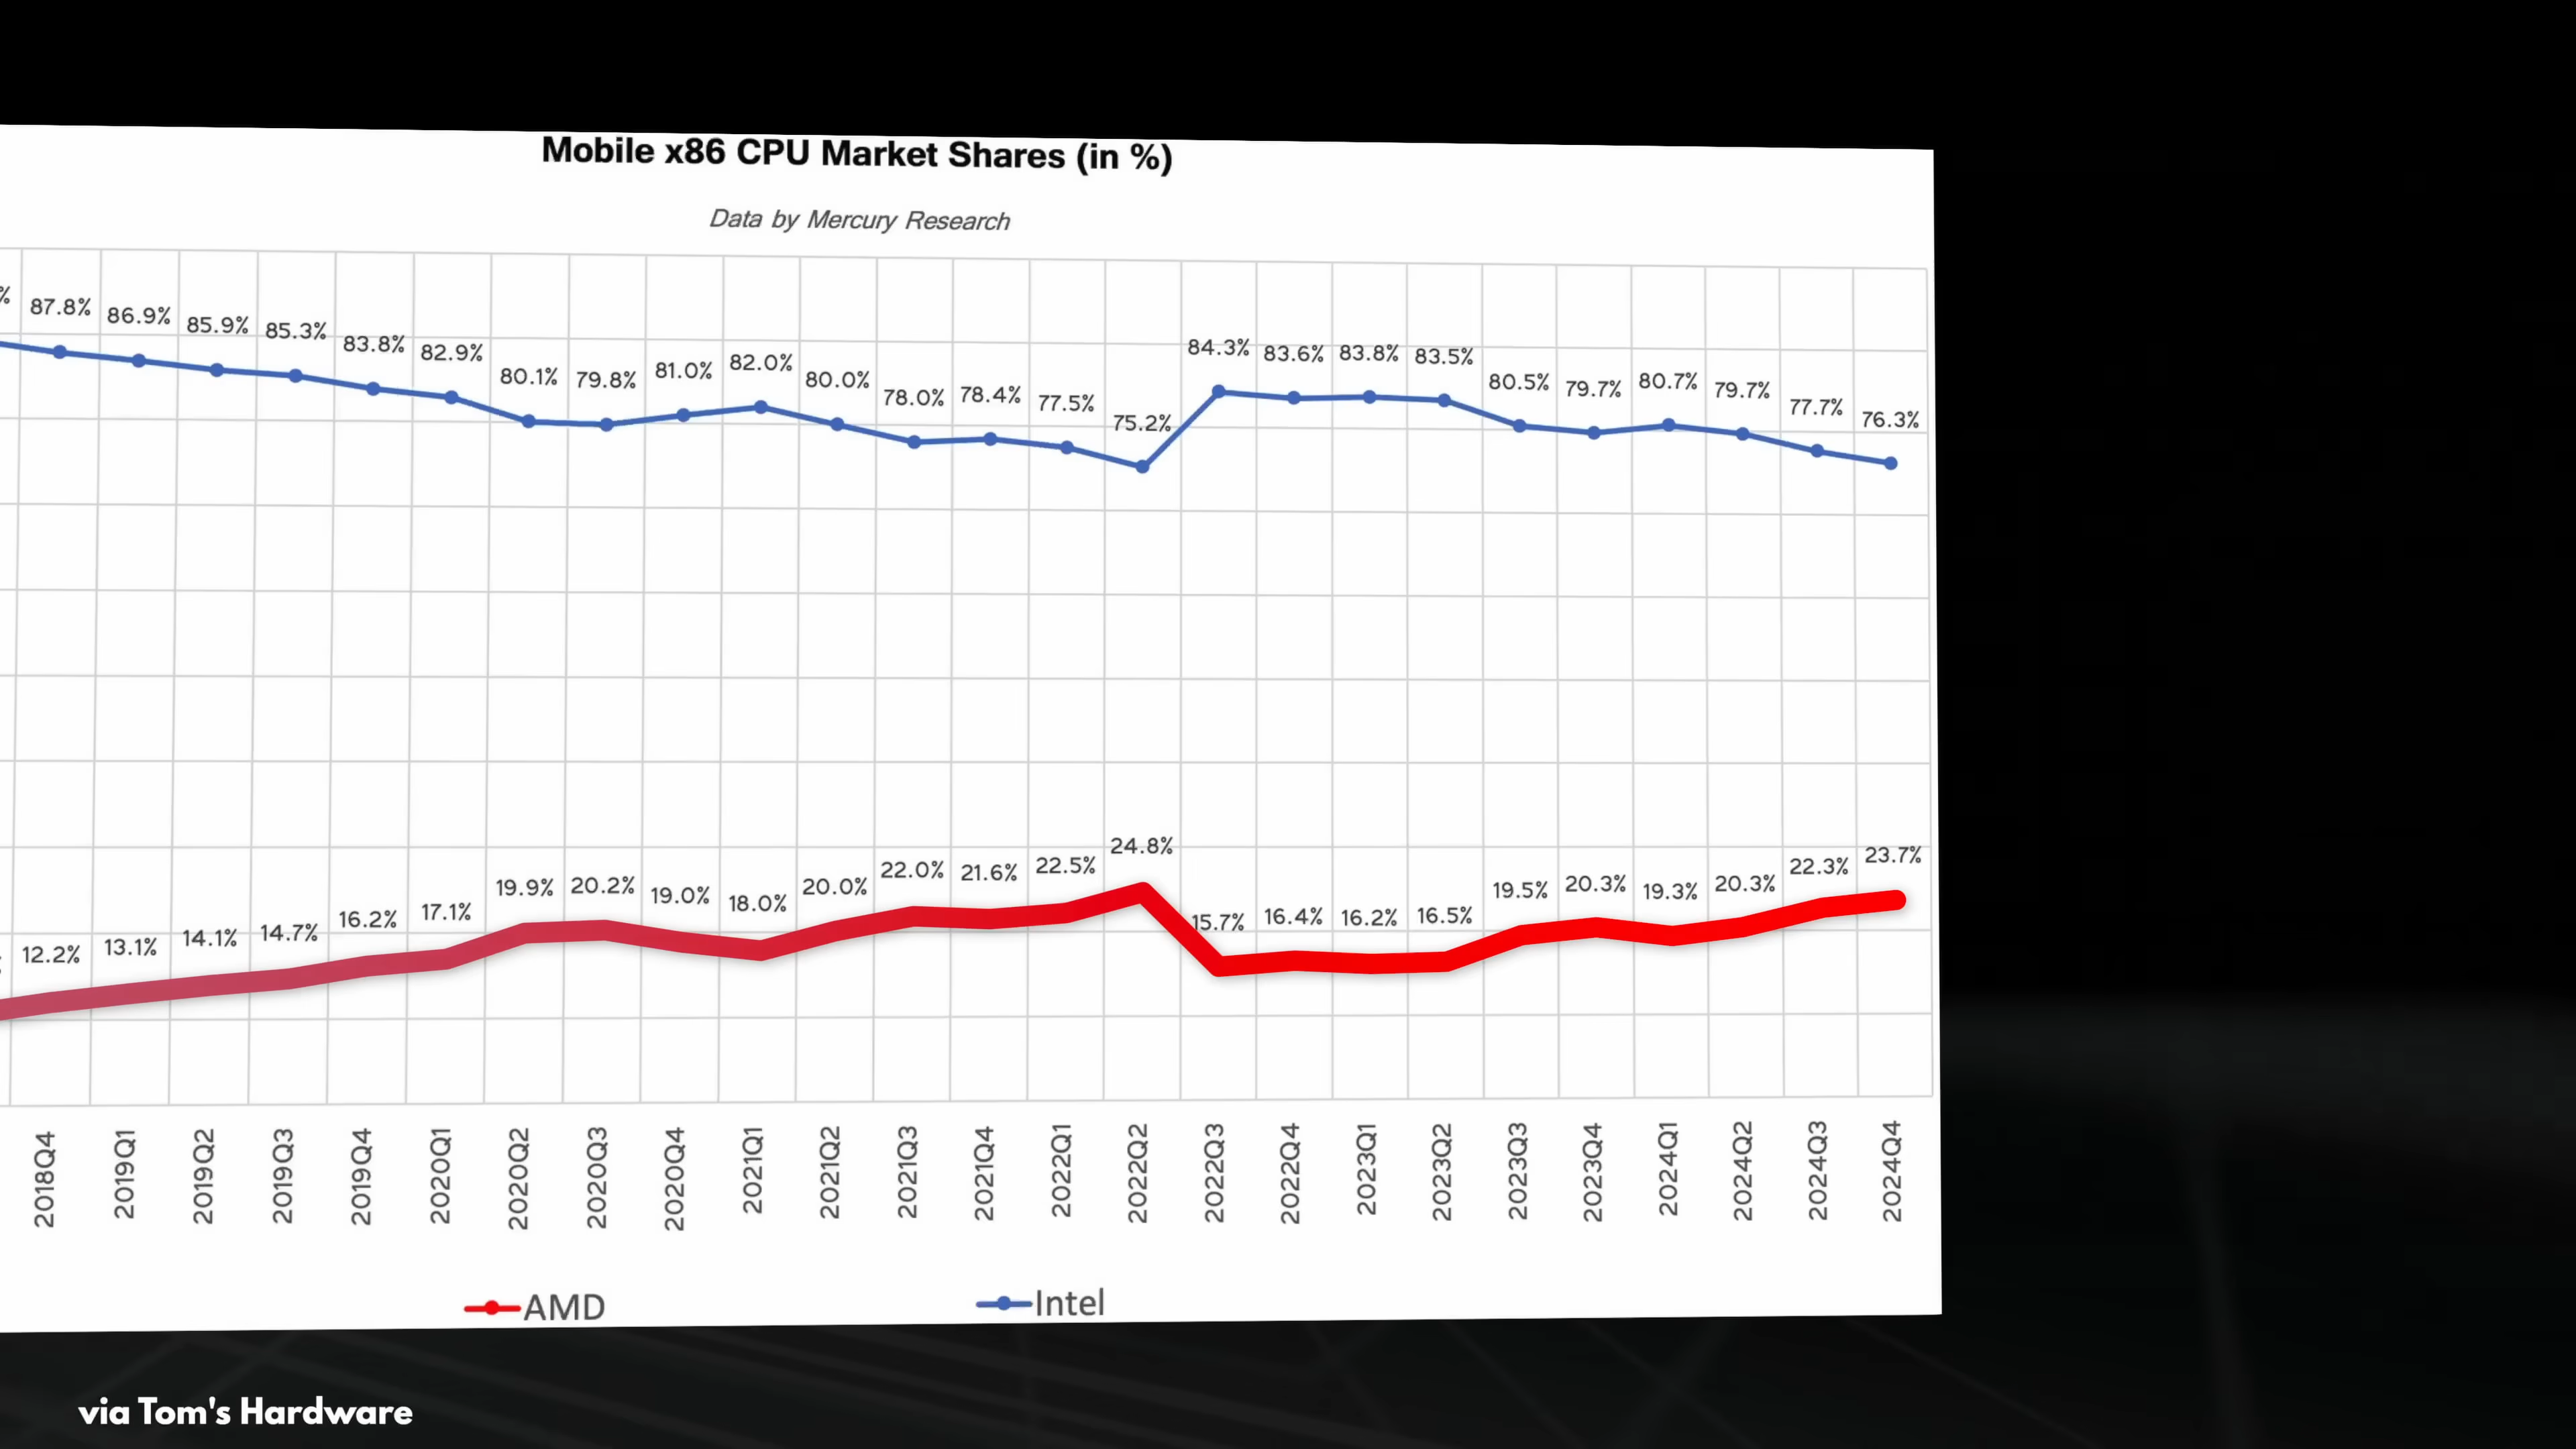 Mobile x86 CPU Market Shares (in %)
Data by Mercury Research
% 87.8% 86.9% 85.9% 85.3% 83.8% 82.9% 80.1% 79.8% 81.0% 82.0% 80.0% 78.0% 78.4% 77.5% 75.2% 84.3% 83.6% 83.8% 83.5% 80.5% 79.7% 80.7% 79.7% 77.7% 76.3%
12.2% 13.1% 14.1% 14.7% 16.2% 17.1% 19.9% 20.2% 19.0% 18.0% 20.0% 22.0% 21.6% 22.5% 24.8% 15.7% 16.4% 16.2% 16.5% 19.5% 20.3% 19.3% 20.3% 22.3% 23.7%
2018Q4 2019Q1 2019Q2 2019Q3 2019Q4 2020Q1 2020Q2 2020Q3 2020Q4 2021Q1 2021Q2 2021Q3 2021Q4 2022Q1 2022Q2 2022Q3 2022Q4 2023Q1 2023Q2 2023Q3 2023Q4 2024Q1 2024Q2 2024Q3 2024Q4
AMD Intel
via Tom's Hardware